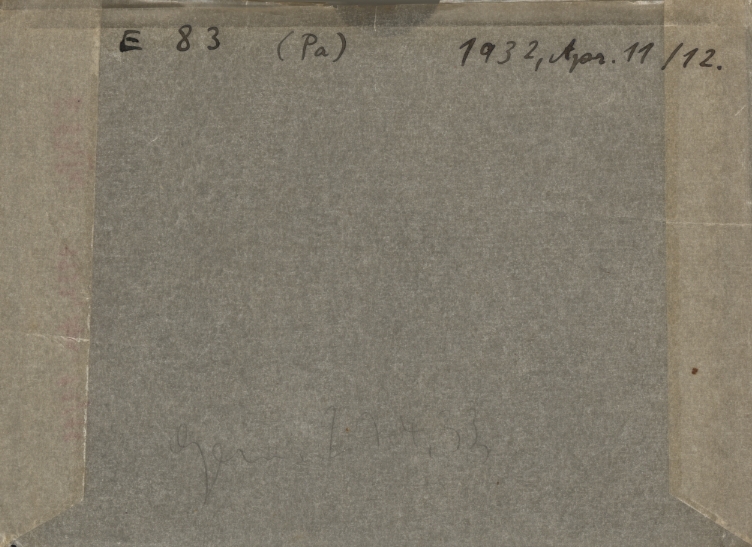 E 83 (Pa) 1932, Apr. 11/12.